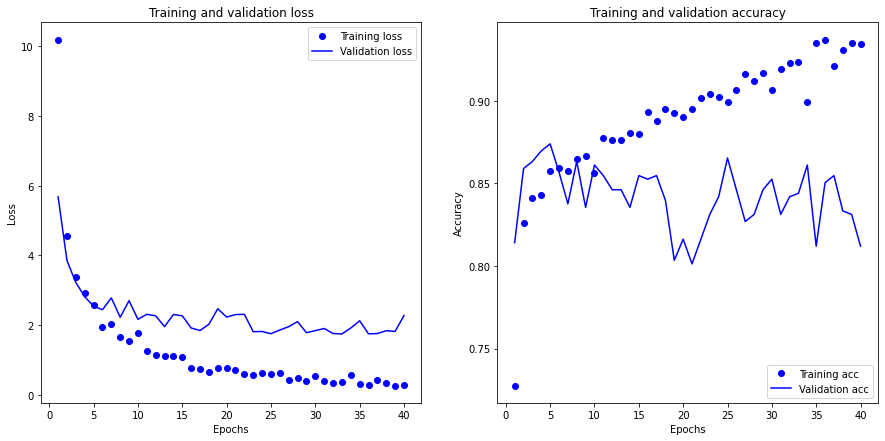 Training and validation loss
Training loss
Validation loss
10
8
6
4
2
0
Loss
0 5 10 15 20 25 30 35 40
Epochs
Training and validation accuracy
0.90
0.85
0.80
0.75
Accuracy
Training acc
Validation acc
0 5 10 15 20 25 30 35 40
Epochs